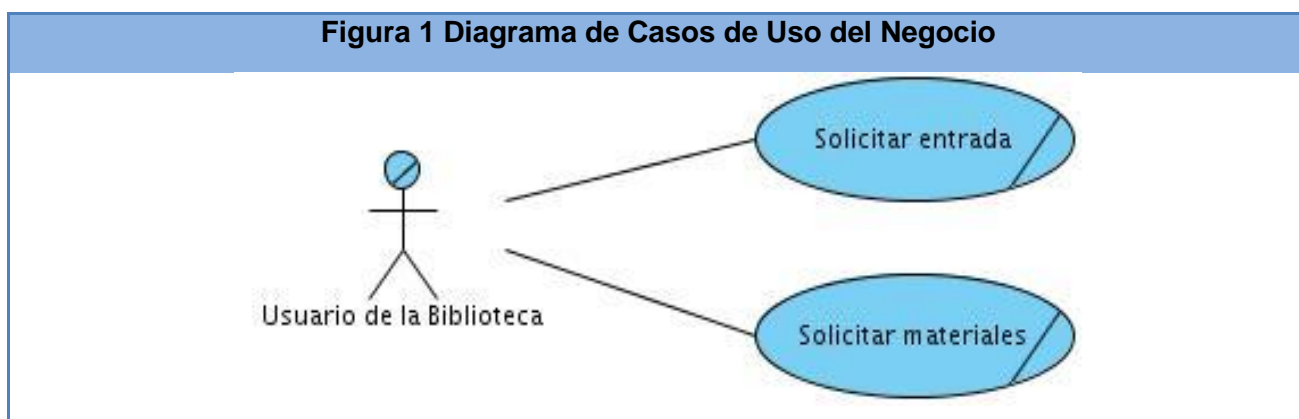 Figura 1 Diagrama de Casos de Uso del Negocio
Solicitar entrada
Usuario de la Biblioteca
Solicitar materiales